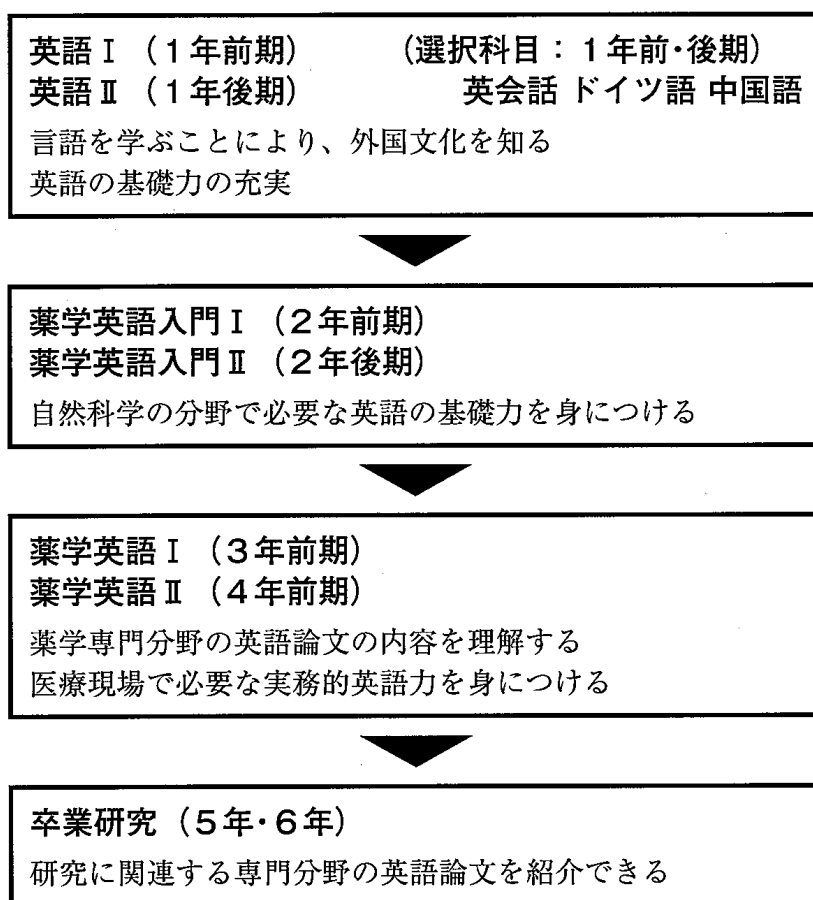 英語Ⅰ（1年前期）　　（選択科目：1年前・後期）
英語Ⅱ（1年後期）　　英会話 ドイツ語 中国語
言語を学ぶことにより、外国文化を知る
英語の基礎力の充実
薬学英語入門Ⅰ（2年前期）
薬学英語入門Ⅱ（2年後期）
自然科学の分野で必要な英語の基礎力を身につける
薬学英語Ⅰ（3年前期）
薬学英語Ⅱ（4年前期）
薬学専門分野の英語論文の内容を理解する
医療現場で必要な実務的英語力を身につける
卒業研究（5年・6年）
研究に関連する専門分野の英語論文を紹介できる